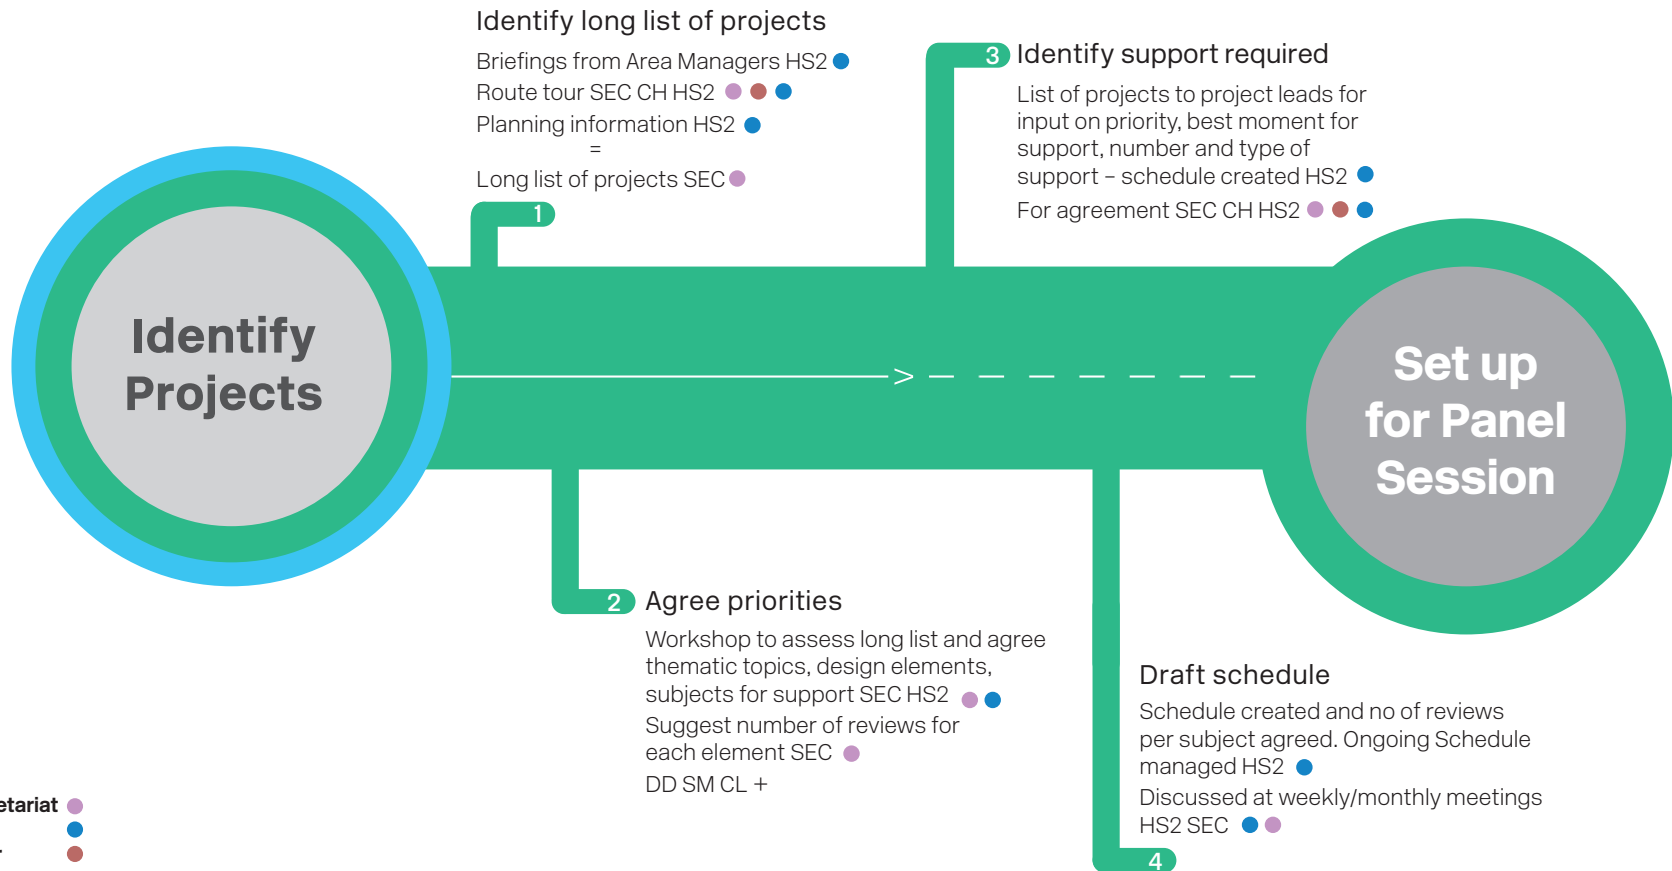 Identify long list of projects
Briefings from Area Managers HS2
Route tour SEC CH HS2
Planning information HS2
=
Long list of projects SEC
1
3
Identify support required
List of projects to project leads for
input on priority, best moment for
support, number and type of
support – schedule created HS2
For agreement SEC CH HS2
Identify
Projects
>
Set up
for Panel
Session
2
Agree priorities
Workshop to assess long list and agree
thematic topics, design elements,
subjects for support SEC HS2
Suggest number of reviews for
each element SEC
DD SM CL +
Draft schedule
Schedule created and no of reviews
per subject agreed. Ongoing Schedule
managed HS2
Discussed at weekly/monthly meetings
HS2 SEC
4
etariat